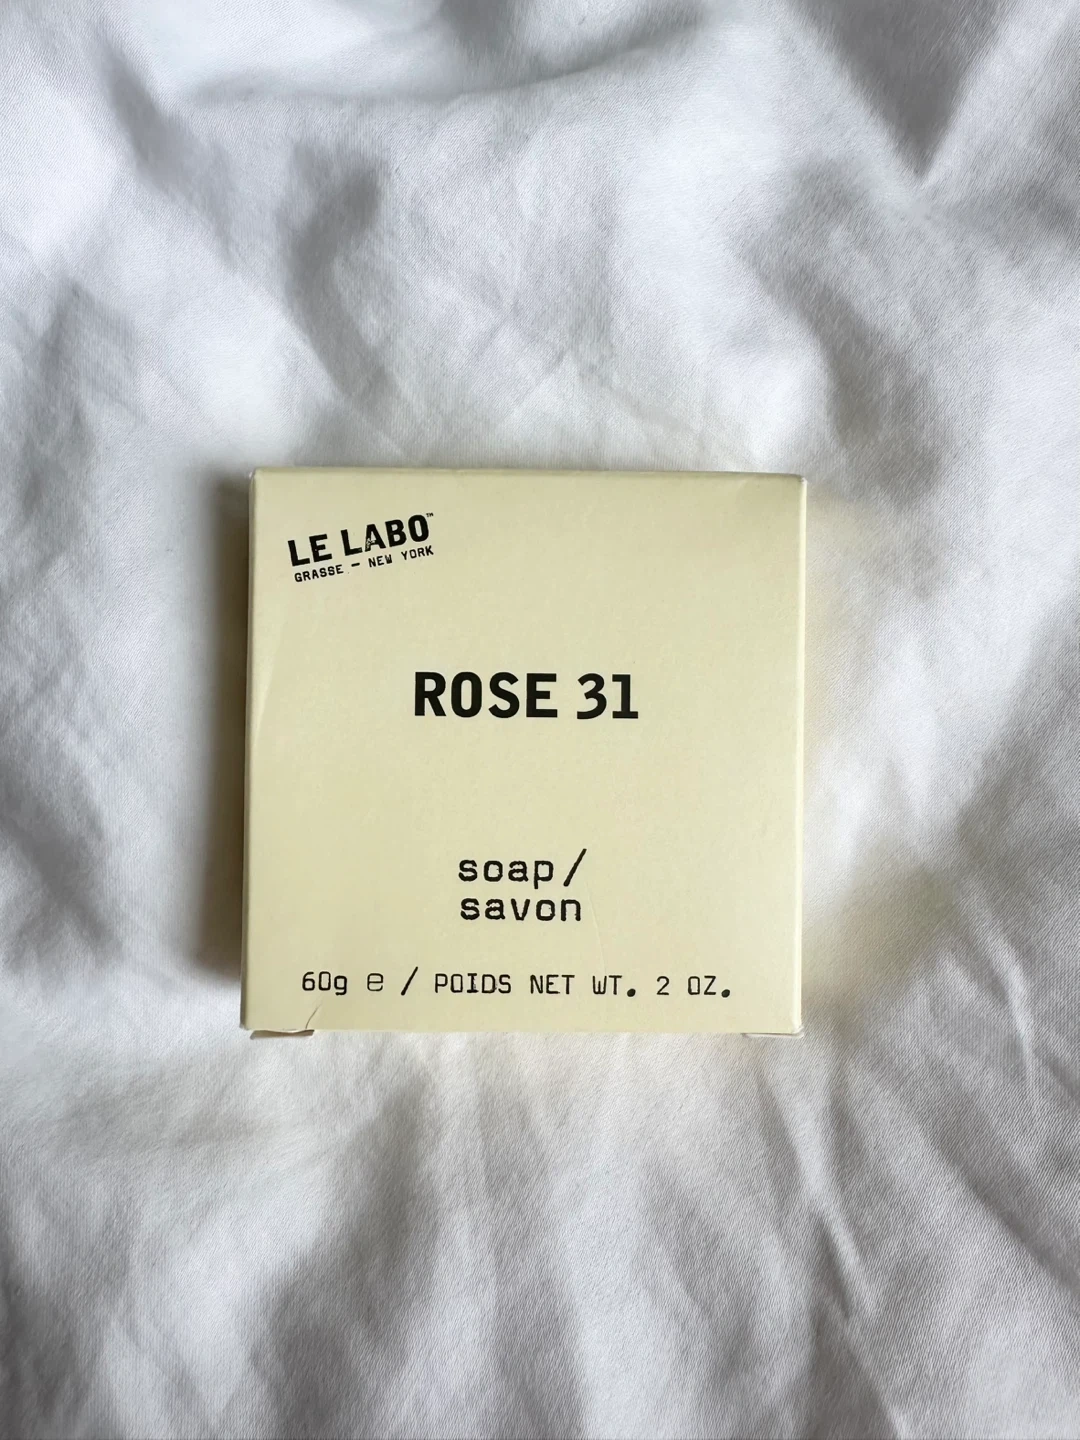 LE LABO™
GRASSE – NEW YORK
ROSE 31
soap/
savon
60g ℮ / POIDS NET WT. 2 OZ.